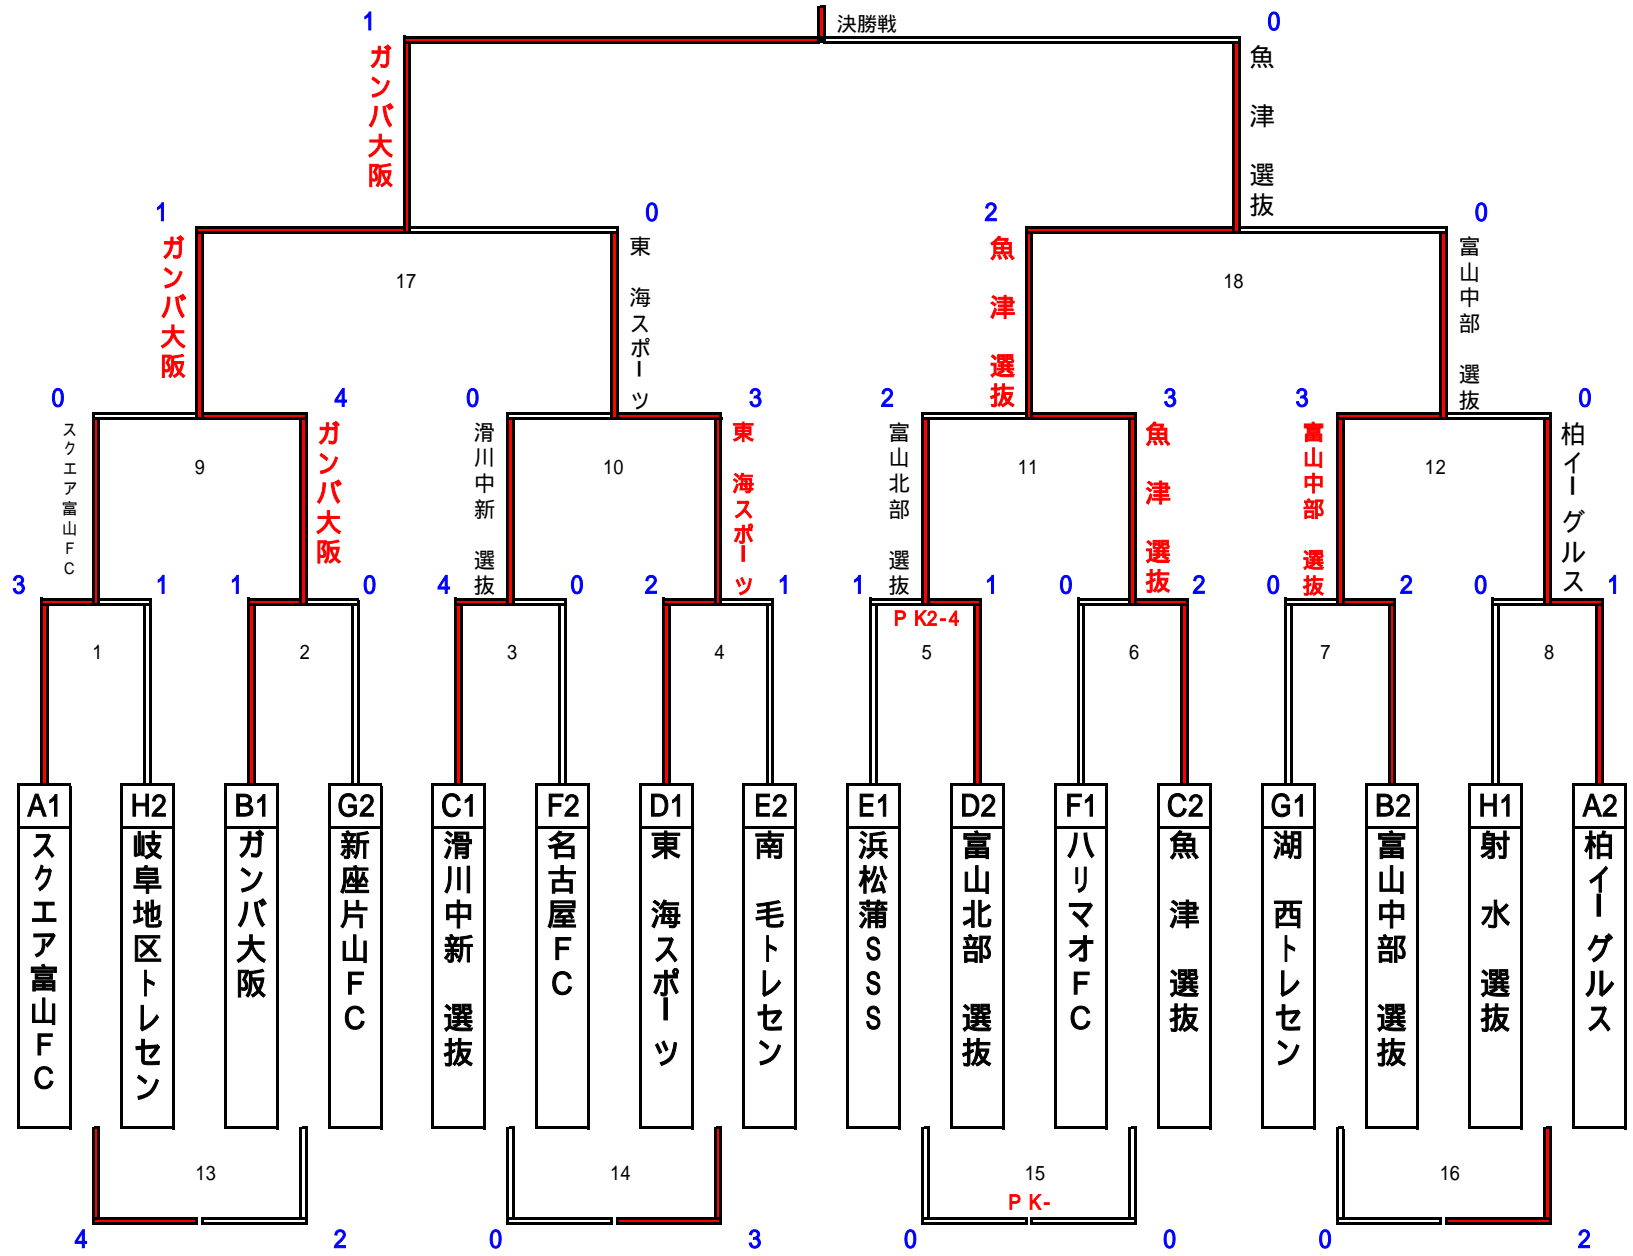 1
決勝戦
0
ガンバ大阪
魚津選抜
1
0
2
0
ガンバ大阪
17
東海スポーツ
魚津選抜
18
富山中部選抜
0
4
0
3
2
3
3
0
スクエア富山FC
9
ガンバ大阪
滑川中新選抜
10
東海スポーツ
富山北部選抜
11
魚津選抜
富山中部選抜
12
柏イーグルス
3
1
1
0
4
0
2
1
1
1
0
2
0
2
0
1
PK2-4
1
2
3
4
5
6
7
8
A1
H2
B1
G2
C1
F2
D1
E2
E1
D2
F1
C2
G1
B2
H1
A2
スクエア富山FC
岐阜地区トレセン
ガンバ大阪
新座片山FC
滑川中新選抜
名古屋FC
東海スポーツ
南毛トレセン
浜松蒲SSS
富山北部選抜
ハリマオFC
魚津選抜
湖西トレセン
富山中部選抜
射水選抜
柏イーグルス
13
14
15
16
PK-
4
2
0
3
0
0
0
2